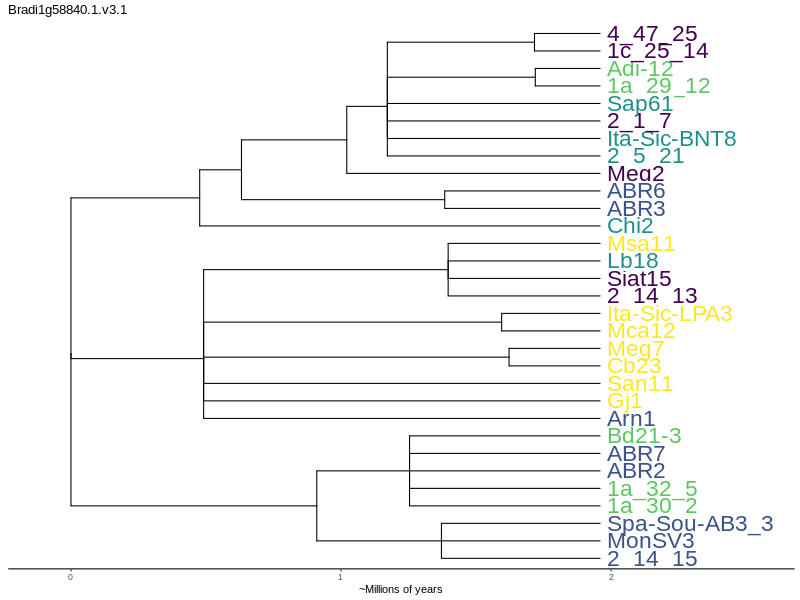 Bradi1g58840.1.v3.1
4_47_25
1c_25_14
Adi-12
1a_29_12
Sap61
2_1_7
Ita-Sic-BNT8
2_5_21
Meg2
ABR6
ABR3
Chi2
Msa11
Lb18
Siat15
2_14_13
Ita-Sic-LPA3
Mca12
Meg7
Cb23
San11
Gj1
Arn1
Bd21-3
ABR7
ABR2
1a_32_5
1a_30_2
Spa-Sou-AB3_3
MonSV3
2_14_15
0 1 2
~Millions of years